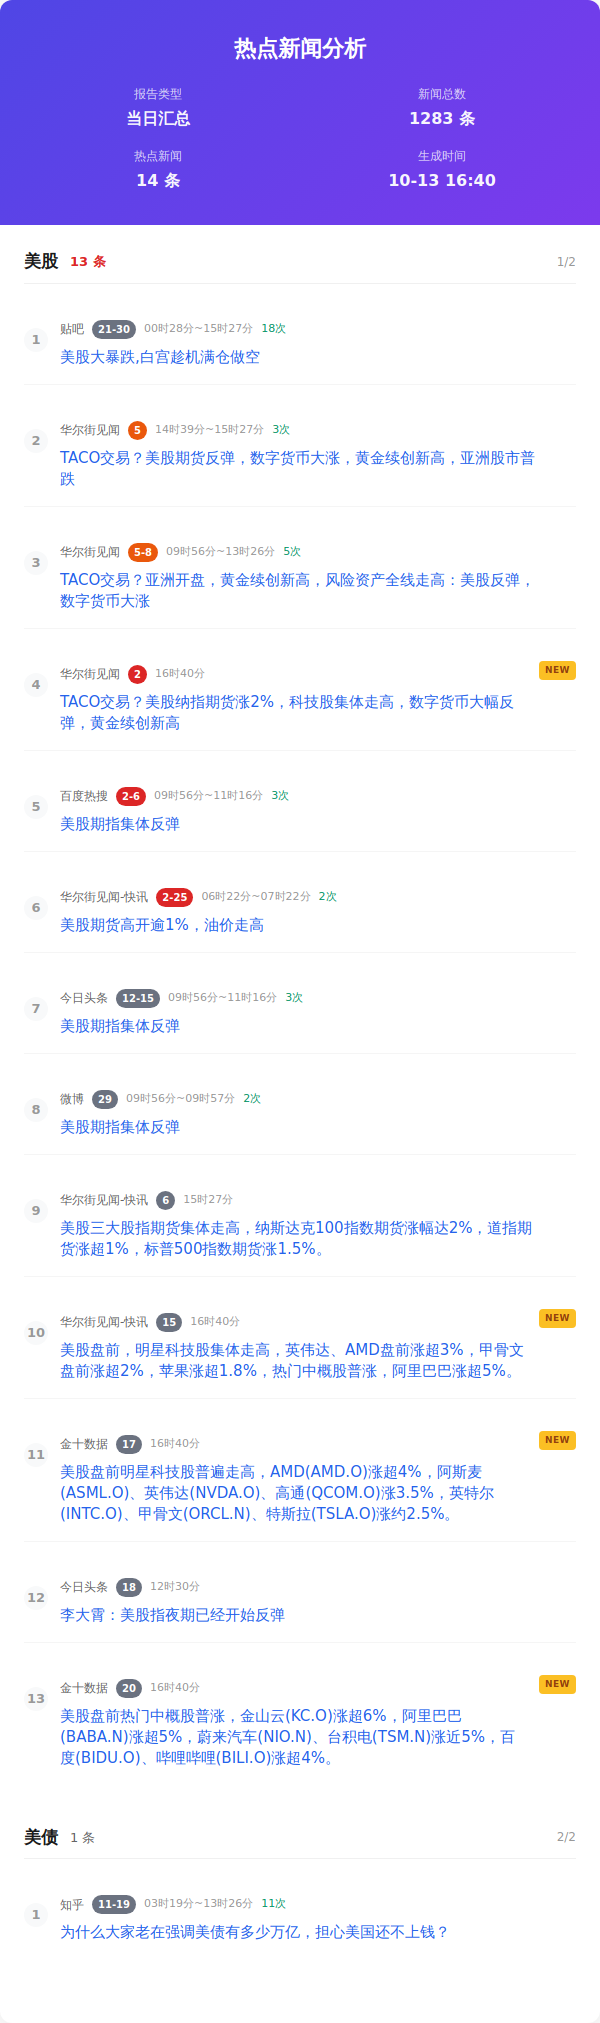 热点新闻分析
报告类型
当日汇总
新闻总数
1283 条
热点新闻
14 条
生成时间
10-13 16:40
美股 13 条 1/2
1
贴吧 21-30 00时28分~15时27分 18次
美股大暴跌,白宫趁机满仓做空
2
华尔街见闻 5 14时39分~15时27分 3次
TACO交易？美股期货反弹，数字货币大涨，黄金续创新高，亚洲股市普
跌
3
华尔街见闻 5-8 09时56分~13时26分 5次
TACO交易？亚洲开盘，黄金续创新高，风险资产全线走高：美股反弹，
数字货币大涨
4
华尔街见闻 2 16时40分 NEW
TACO交易？美股纳指期货涨2%，科技股集体走高，数字货币大幅反
弹，黄金续创新高
5
百度热搜 2-6 09时56分~11时16分 3次
美股期指集体反弹
6
华尔街见闻-快讯 2-25 06时22分~07时22分 2次
美股期货高开逾1%，油价走高
7
今日头条 12-15 09时56分~11时16分 3次
美股期指集体反弹
8
微博 29 09时56分~09时57分 2次
美股期指集体反弹
9
华尔街见闻-快讯 6 15时27分
美股三大股指期货集体走高，纳斯达克100指数期货涨幅达2%，道指期
货涨超1%，标普500指数期货涨1.5%。
10
华尔街见闻-快讯 15 16时40分 NEW
美股盘前，明星科技股集体走高，英伟达、AMD盘前涨超3%，甲骨文
盘前涨超2%，苹果涨超1.8%，热门中概股普涨，阿里巴巴涨超5%。
11
金十数据 17 16时40分 NEW
美股盘前明星科技股普遍走高，AMD(AMD.O)涨超4%，阿斯麦
(ASML.O)、英伟达(NVDA.O)、高通(QCOM.O)涨3.5%，英特尔
(INTC.O)、甲骨文(ORCL.N)、特斯拉(TSLA.O)涨约2.5%。
12
今日头条 18 12时30分
李大霄：美股指夜期已经开始反弹
13
金十数据 20 16时40分 NEW
美股盘前热门中概股普涨，金山云(KC.O)涨超6%，阿里巴巴
(BABA.N)涨超5%，蔚来汽车(NIO.N)、台积电(TSM.N)涨近5%，百
度(BIDU.O)、哔哩哔哩(BILI.O)涨超4%。
美债 1 条 2/2
1
知乎 11-19 03时19分~13时26分 11次
为什么大家老在强调美债有多少万亿，担心美国还不上钱？